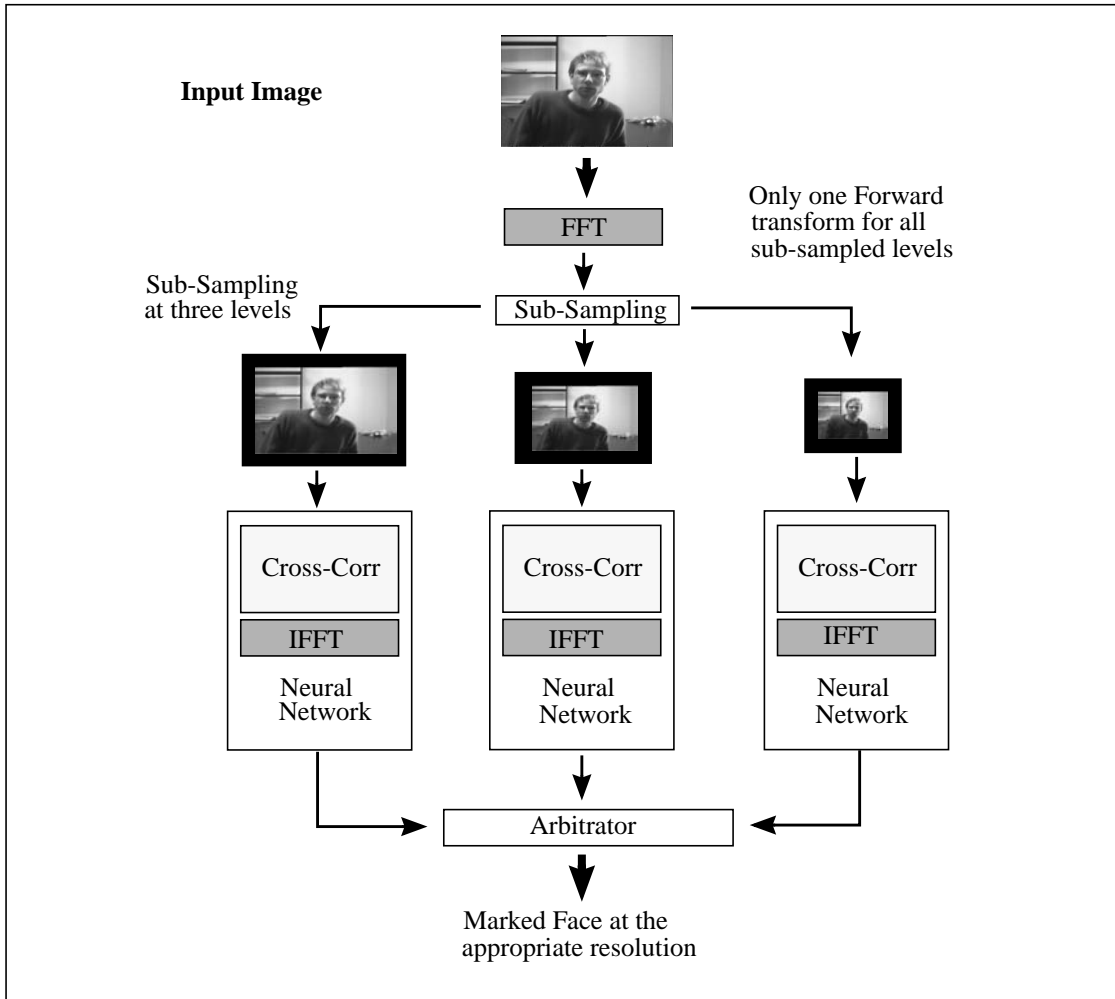 Input Image
FFT
Only one Forward
transform for all
sub-sampled levels
Sub-Sampling
at three levels
Sub-Sampling
Cross-Corr
IFFT
Neural
Network
Cross-Corr
IFFT
Neural
Network
Cross-Corr
IFFT
Neural
Network
Arbitrator
Marked Face at the
appropriate resolution